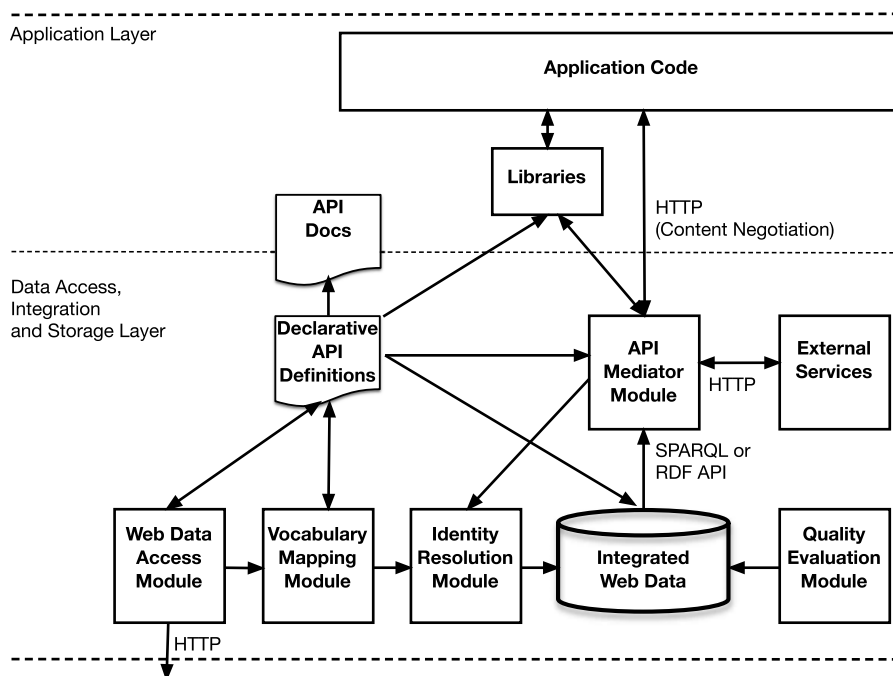 Application Layer
Application Code
Libraries
API
Docs
HTTP
(Content Negotiation)
Data Access,
Integration
and Storage Layer
Declarative
API
Definitions
API
Mediator
Module
HTTP
External
Services
SPARQL or
RDF API
Web Data
Access
Module
Vocabulary
Mapping
Module
Identity
Resolution
Module
Integrated
Web Data
Quality
Evaluation
Module
HTTP